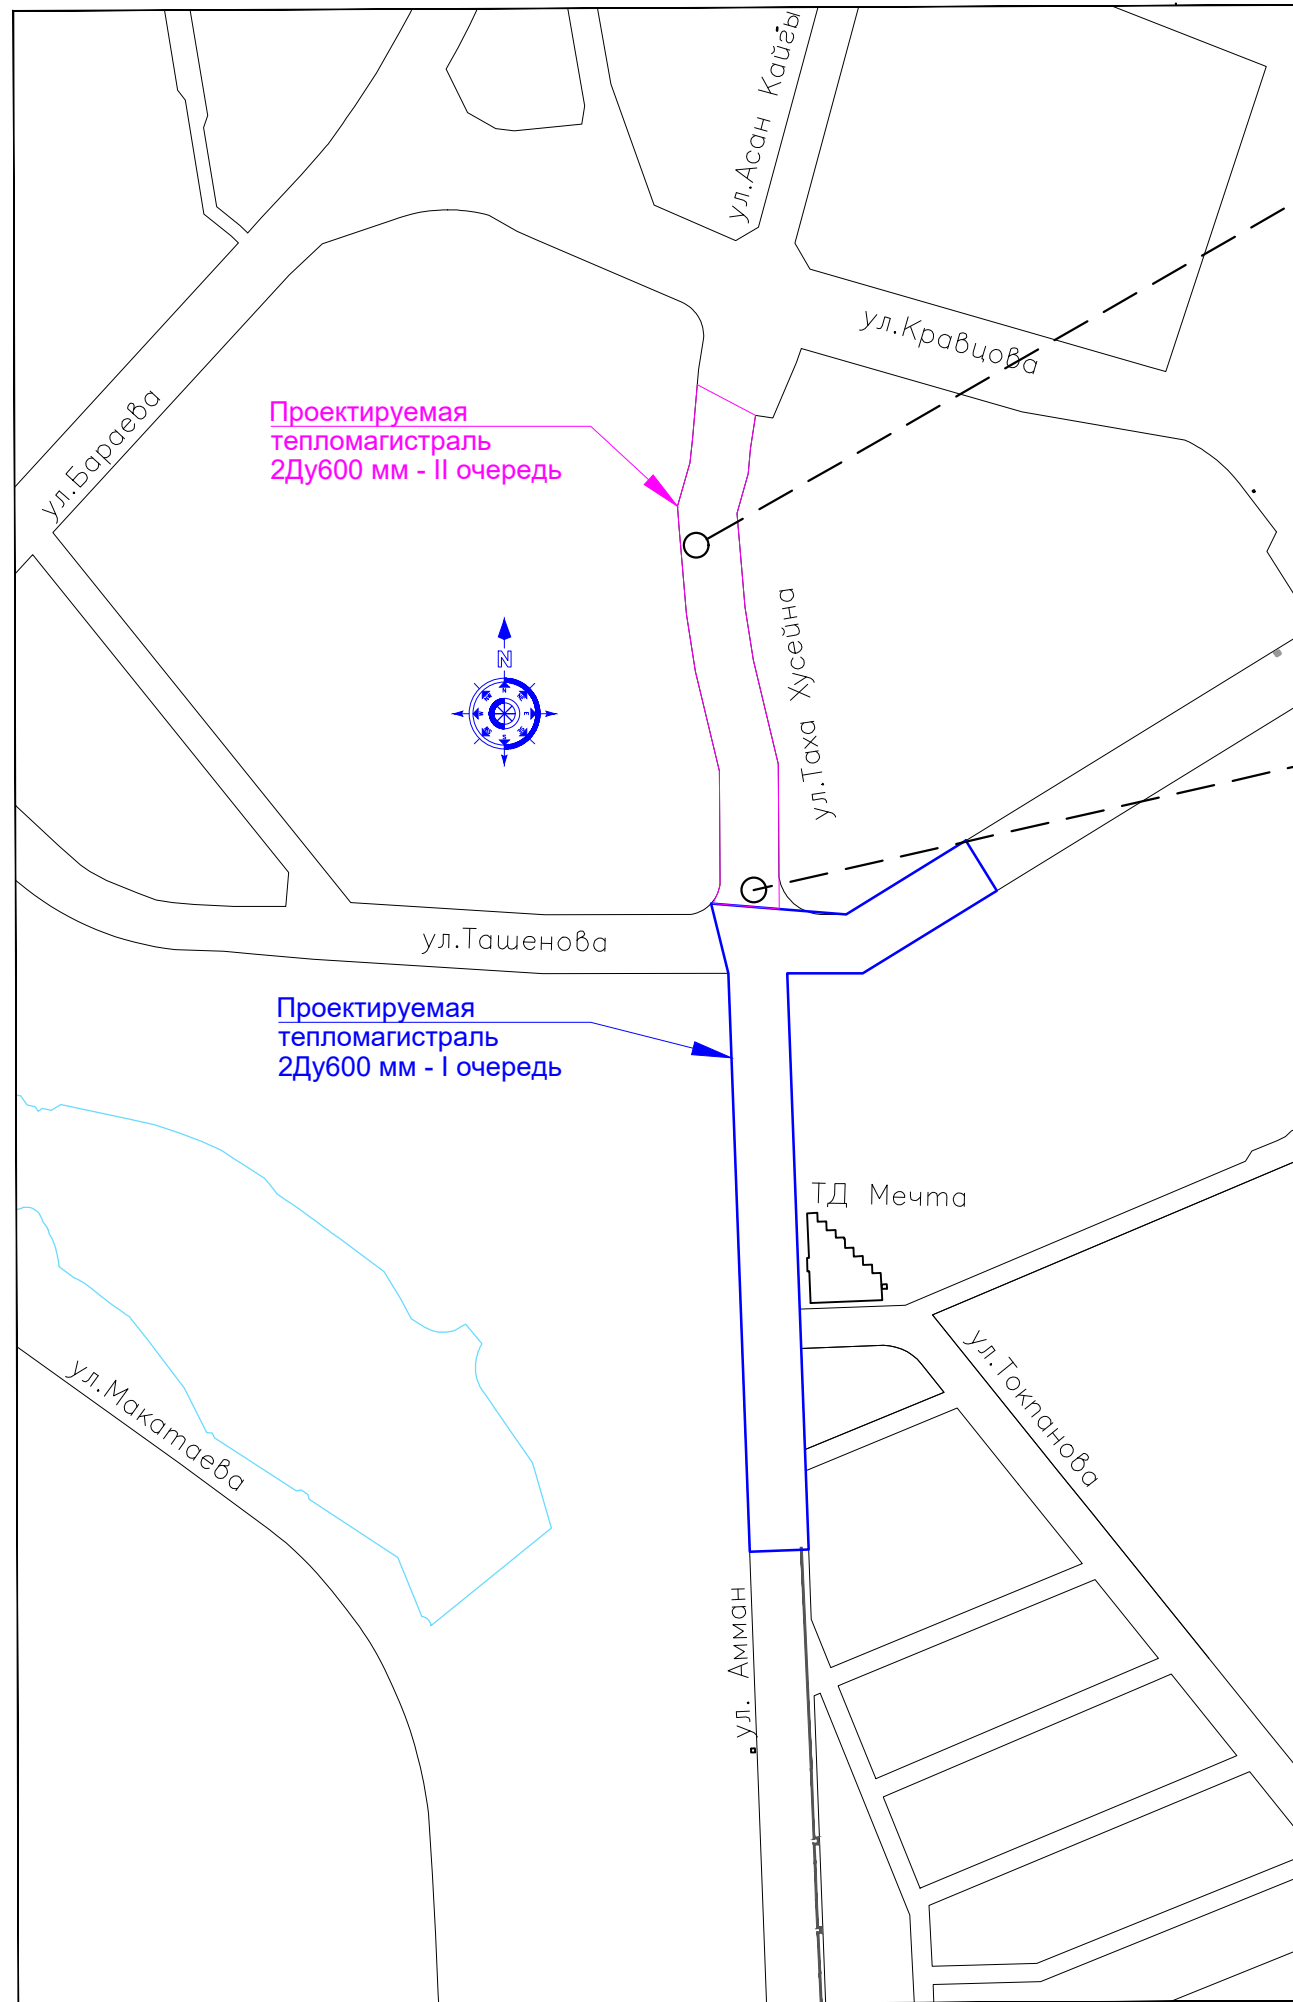 ул.Асан Кайғы
ул.Кравцова
ул.Бараева
Проектируемая
тепломагистраль
2Ду600 мм - II очередь
ул.Таха Хусейна
N
ул.Ташенова
Проектируемая
тепломагистраль
2Ду600 мм - I очередь
ТД Мечта
ул.Токпанова
ул.Макатаева
ул. Амман